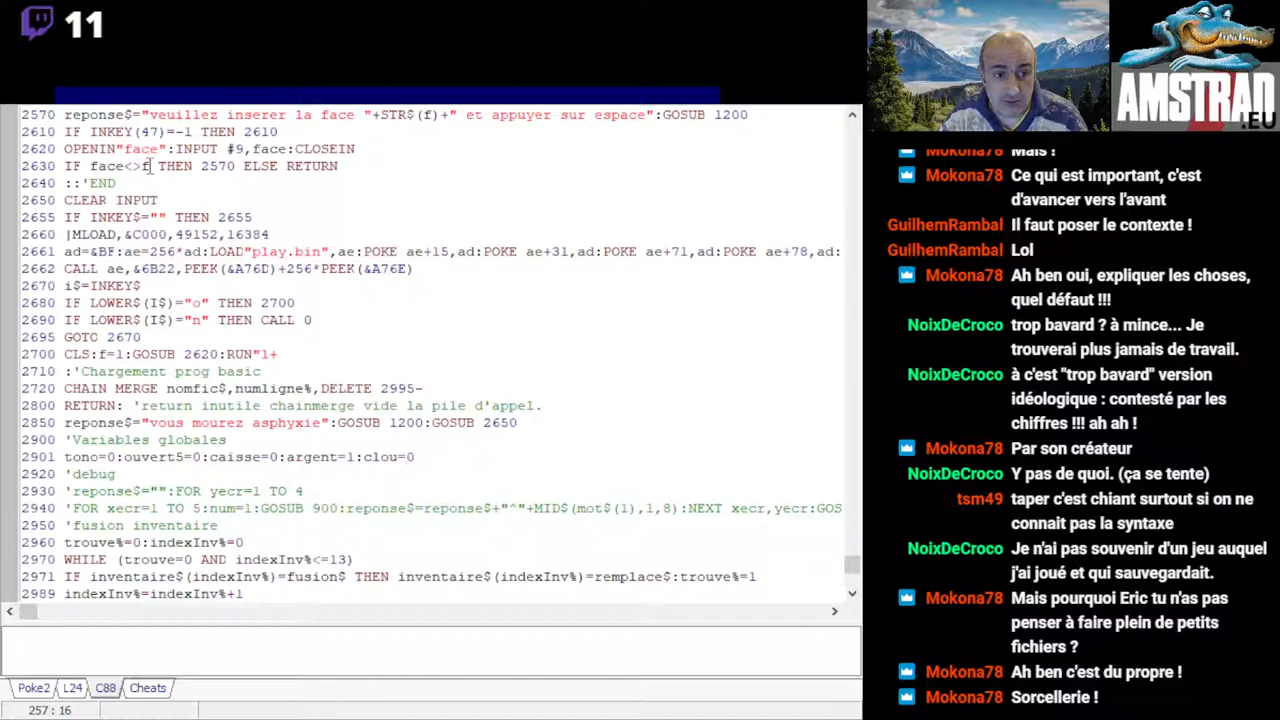 11
2570 reponse$="veuillez inserer la face "+STR$(f)+" et appuyer sur espace":GOSUB 1200
2610 IF INKEY(47)=-1 THEN 2610
2620 OPENIN"face":INPUT #9,face:CLOSEIN
2630 IF face<>f THEN 2570 ELSE RETURN
2640 ::'END
2650 CLEAR INPUT
2655 IF INKEY$="" THEN 2655
2660 |MLOAD,&C000,49152,16384
2661 ad=&BF:ae=256*ad:LOAD"play.bin",ae:POKE ae+15,ad:POKE ae+31,ad:POKE ae+71,ad:POKE ae+78,ad:
2662 CALL ae,&6B22,PEEK(&A76D)+256*PEEK(&A76E)
2670 i$=INKEY$
2680 IF LOWER$(I$)="o" THEN 2700
2690 IF LOWER$(I$)="n" THEN CALL 0
2695 GOTO 2670
2700 CLS:f=1:GOSUB 2620:RUN"l+
2710 :'Chargement prog basic
2720 CHAIN MERGE nomfic$,numligne%,DELETE 2995-
2800 RETURN: 'return inutile chainmerge vide la pile d'appel.
2850 reponse$="vous mourez asphyxie":GOSUB 1200:GOSUB 2650
2900 'Variables globales
2901 tono=0:ouvert5=0:caisse=0:argent=1:clou=0
2920 'debug
2930 'reponse$="":FOR yecr=1 TO 4
2940 'FOR xecr=1 TO 5:num=1:GOSUB 900:reponse$=reponse$+"^"+MID$(mot$(1),1,8):NEXT xecr,yecr:GOS
2950 'fusion inventaire
2960 trouve%=0:indexInv%=0
2970 WHILE (trouve=0 AND indexInv%<=13)
2971 IF inventaire$(indexInv%)=fusion$ THEN inventaire$(indexInv%)=remplace$:trouve%=1
2989 indexInv%=indexInv%+1
Poke2 L24 C88 Cheats
257: 16
AMSTRAD
.EU
Mokona78 Mais !
Mokona78 Ce qui est important, c'est
d'avancer vers l'avant
GuilhemRambal Il faut poser le contexte !
GuilhemRambal Lol
Mokona78 Ah ben oui, expliquer les choses,
quel défaut !!!
NoixDeCroco trop bavard ? à mince... Je
trouverai plus jamais de travail.
NoixDeCroco à c'est "trop bavard" version
idéologique : contesté par les
chiffres !!! ah ah !
Mokona78 Par son créateur
NoixDeCroco Y pas de quoi. (ça se tente)
tsm49 taper c'est chiant surtout si on ne
connait pas la syntaxe
NoixDeCroco Je n'ai pas souvenir d'un jeu auquel
j'ai joué et qui sauvegardait.
Mokona78 Mais pourquoi Eric tu n'as pas
penser à faire plein de petits
fichiers ?
Mokona78 Ah ben c'est du propre !
Mokona78 Sorcellerie !